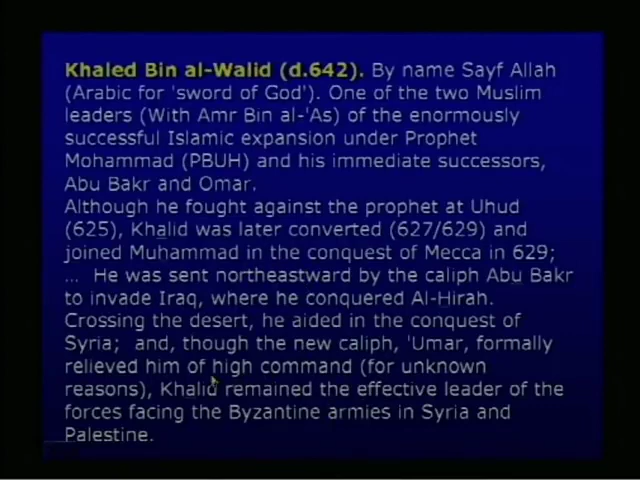 Khaled Bin al-Walid (d.642). By name Sayf Allah
(Arabic for 'sword of God'). One of the two Muslim
leaders (With Amr Bin al-'As) of the enormously
successful Islamic expansion under Prophet
Mohammad (PBUH) and his immediate successors,
Abu Bakr and Omar.
Although he fought against the prophet at Uhud
(625), Khalid was later converted (627/629) and
joined Muhammad in the conquest of Mecca in 629;
... He was sent northeastward by the caliph Abu Bakr
to invade Iraq, where he conquered Al-Hirah.
Crossing the desert, he aided in the conquest of
Syria; and, though the new caliph, 'Umar, formally
relieved him of high command (for unknown
reasons), Khalid remained the effective leader of the
forces facing the Byzantine armies in Syria and
Palestine.